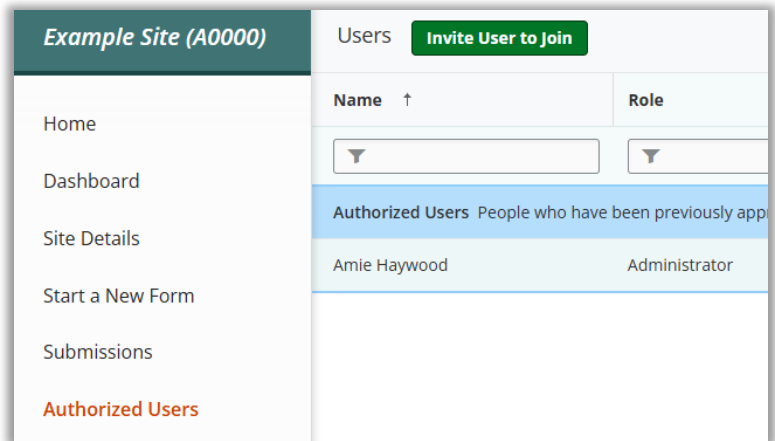 Example Site (A0000)
Users
Invite User to Join
Name ↑
Role
Home
Dashboard
Site Details
Start a New Form
Submissions
Authorized Users
Authorized Users People who have been previously
Amie Haywood
Administrator